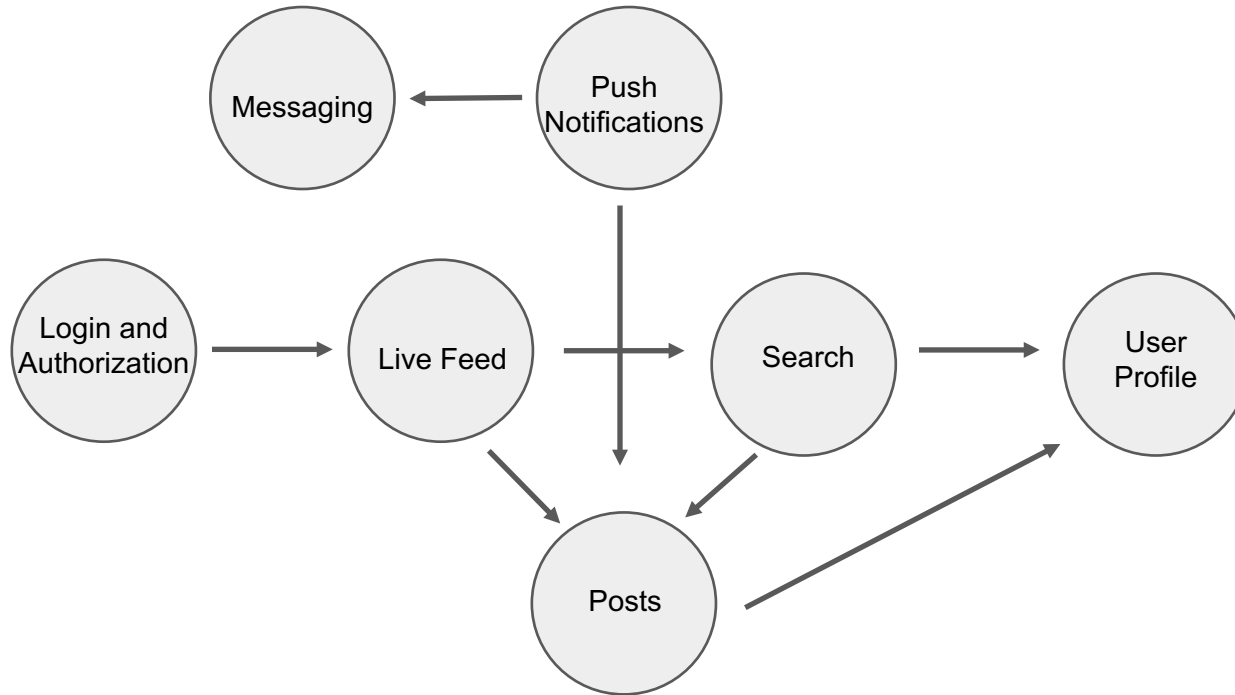 Messaging
Push
Notifications
Login and
Authorization
Live Feed
Search
User
Profile
Posts